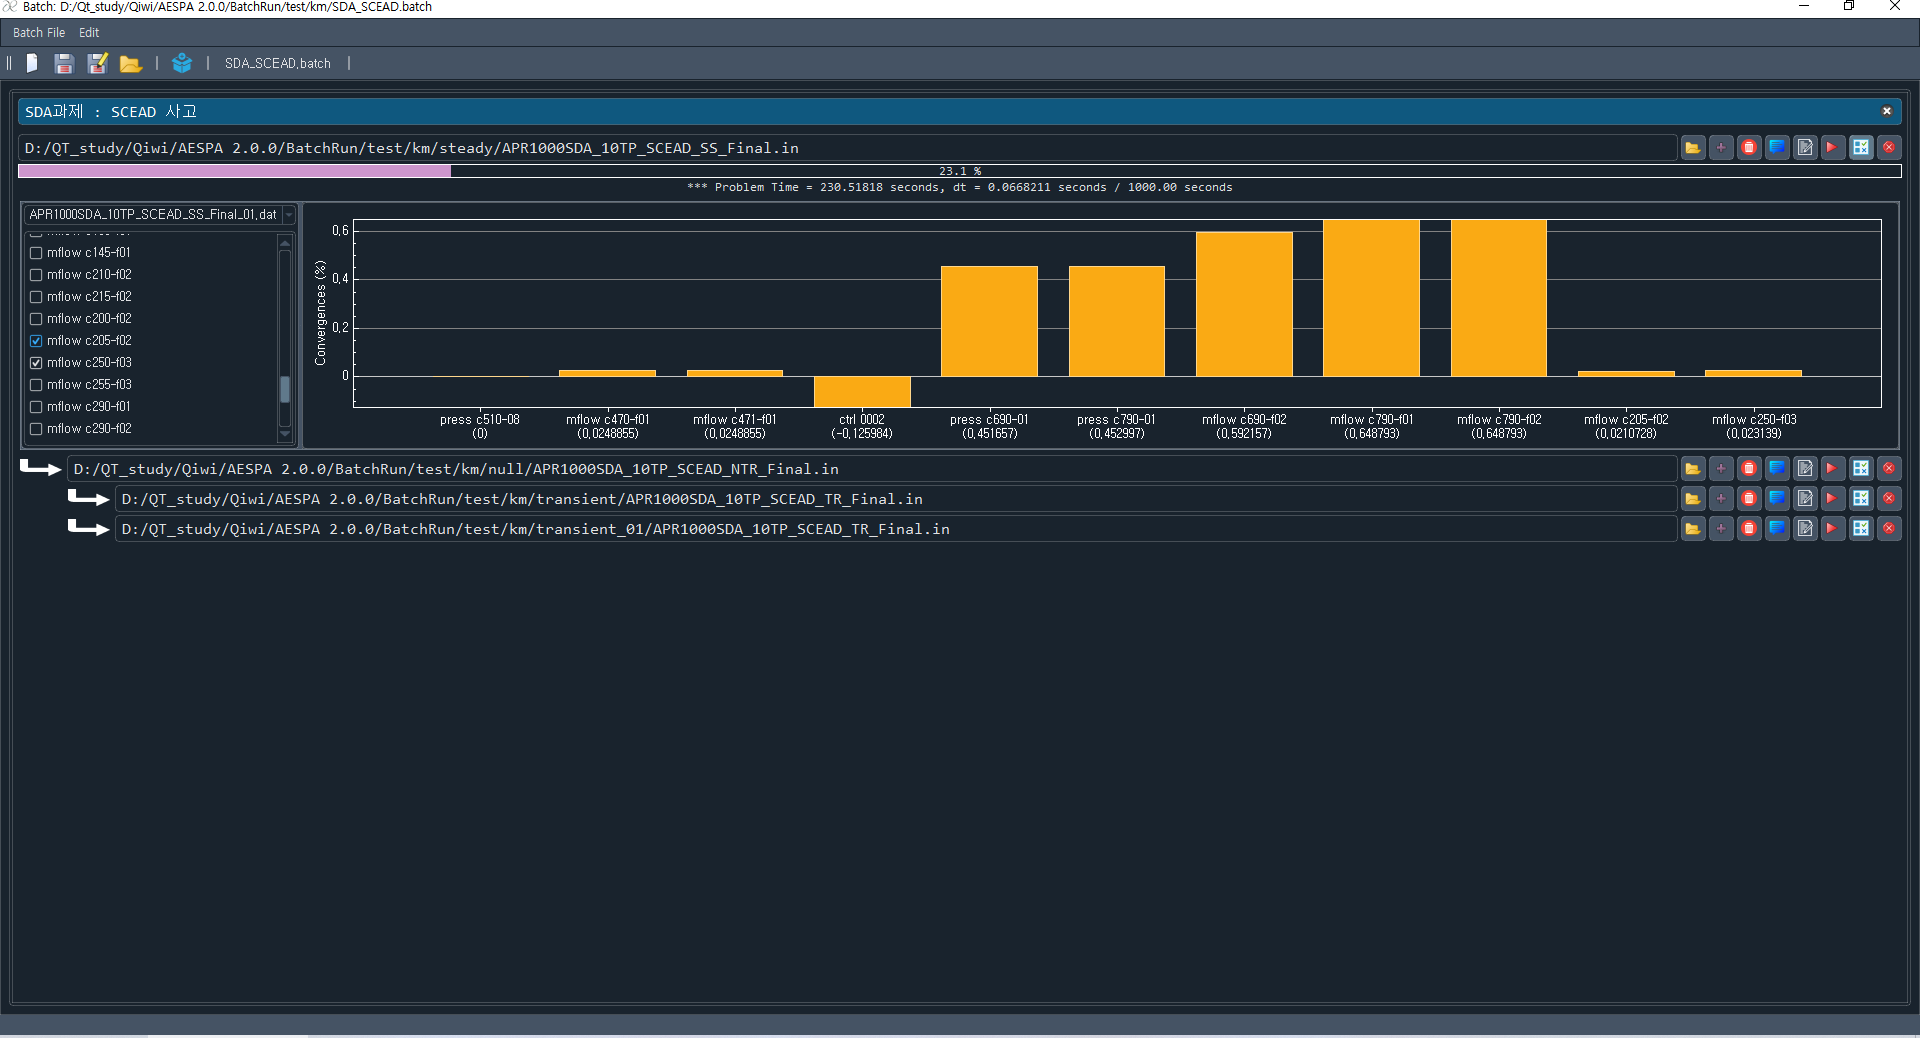 Batch: D:/Qt_study/Qiwi/AESPA 2.0.0/BatchRun/test/km/SDA_SCEAD.batch
Batch File Edit
SDA_SCEAD.batch
SDA과제 : SCEAD 사고
D:/QT_study/Qiwi/AESPA 2.0.0/BatchRun/test/km/steady/APR1000SDA_10TP_SCEAD_SS_Final.in
23.1 %
*** Problem Time = 230.51818 seconds, dt = 0.0668211 seconds / 1000.00 seconds
APR1000SDA_10TP_SCEAD_SS_Final_01.dat
mflow c145-f01
mflow c210-f02
mflow c215-f02
mflow c200-f02
mflow c205-f02
mflow c250-f03
mflow c255-f03
mflow c290-f01
mflow c290-f02
Convergences (%)
0,6
0,4
0,2
0
press c510-08
(0)
mflow c470-f01
(0,0248855)
mflow c471-f01
(0,0248855)
ctrl 0002
(-0,125984)
press c690-01
(0,451657)
press c790-01
(0,452997)
mflow c690-f02
(0,592157)
mflow c790-f01
(0,648793)
mflow c790-f02
(0,648793)
mflow c205-f02
(0,0210728)
mflow c250-f03
(0,023139)
D:/QT_study/Qiwi/AESPA 2.0.0/BatchRun/test/km/null/APR1000SDA_10TP_SCEAD_NTR_Final.in
D:/QT_study/Qiwi/AESPA 2.0.0/BatchRun/test/km/transient/APR1000SDA_10TP_SCEAD_TR_Final.in
D:/QT_study/Qiwi/AESPA 2.0.0/BatchRun/test/km/transient_01/APR1000SDA_10TP_SCEAD_TR_Final.in